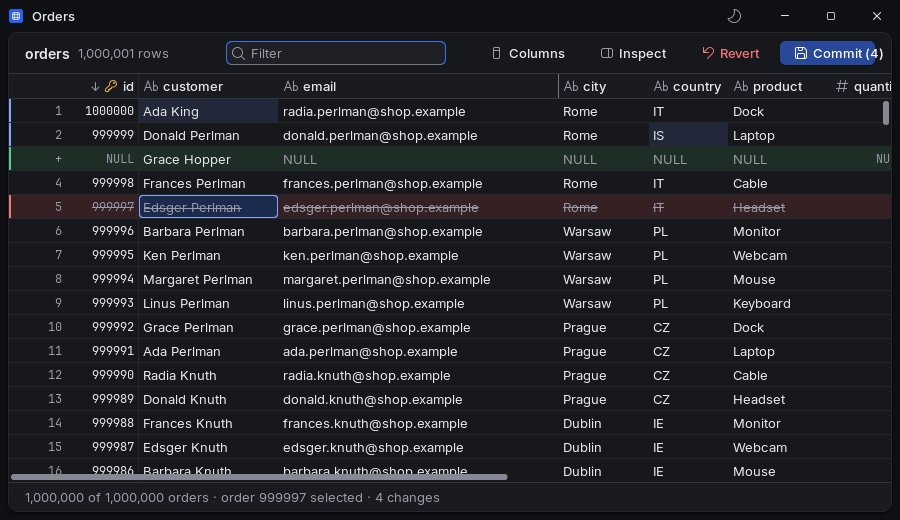 Orders
orders 1,000,001 rows Filter Columns Inspect Revert Commit (4)
id customer email city country product quanti
1 1000000 Ada King radia.perlman@shop.example Rome IT Dock
2 999999 Donald Perlman donald.perlman@shop.example Rome IS Laptop
+ NULL Grace Hopper NULL NULL NULL NULL NU
4 999998 Frances Perlman frances.perlman@shop.example Rome IT Cable
5 999997 Edsger Perlman edsger.perlman@shop.example Rome IT Headset
6 999996 Barbara Perlman barbara.perlman@shop.example Warsaw PL Monitor
7 999995 Ken Perlman ken.perlman@shop.example Warsaw PL Webcam
8 999994 Margaret Perlman margaret.perlman@shop.example Warsaw PL Mouse
9 999993 Linus Perlman linus.perlman@shop.example Warsaw PL Keyboard
10 999992 Grace Perlman grace.perlman@shop.example Prague CZ Dock
11 999991 Ada Perlman ada.perlman@shop.example Prague CZ Laptop
12 999990 Radia Knuth radia.knuth@shop.example Prague CZ Cable
13 999989 Donald Knuth donald.knuth@shop.example Prague CZ Headset
14 999988 Frances Knuth frances.knuth@shop.example Dublin IE Monitor
15 999987 Edsger Knuth edsger.knuth@shop.example Dublin IE Webcam
16 999986 Barbara Knuth barbara.knuth@shop.example Dublin IE Mouse
1,000,000 of 1,000,000 orders · order 999997 selected · 4 changes